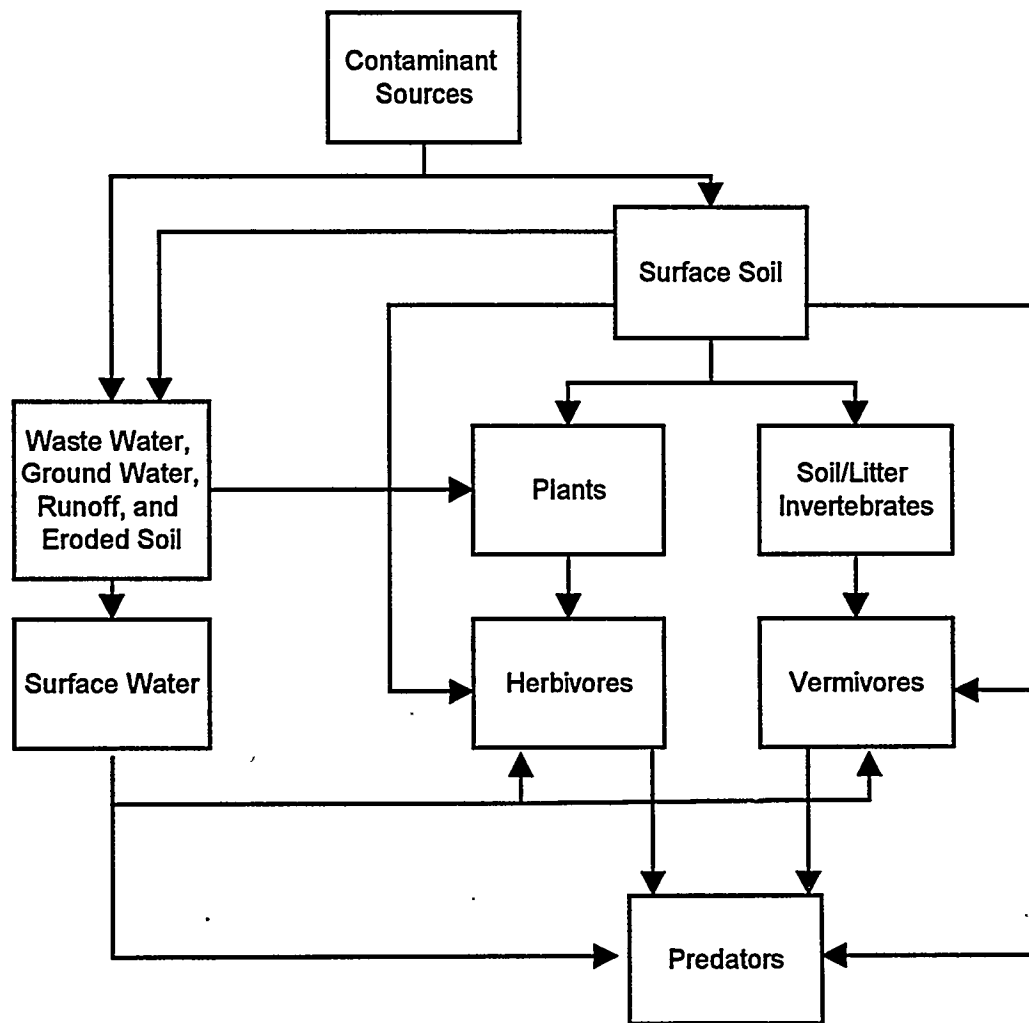 Contaminant
Sources
Surface Soil
Waste Water,
Ground Water,
Runoff, and
Eroded Soil
Plants
Soil/Litter
Invertebrates
Surface Water
Herbivores
Vermivores
Predators